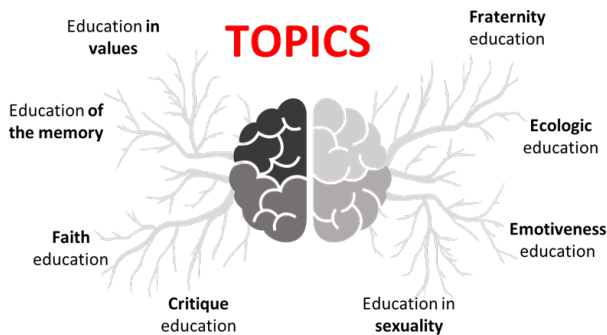 TOPICS
Education in
values
Education of
the memory
Faith
education
Critique
education
Fraternity
education
Ecologic
education
Emotiveness
education
Education in
sexuality